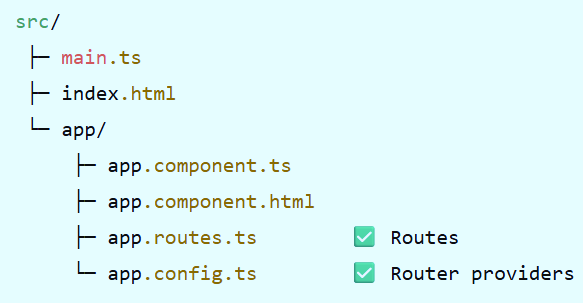 src/
├─ main.ts
├─ index.html
└─ app/
├─ app.component.ts
├─ app.component.html
├─ app.routes.ts ✅ Routes
└─ app.config.ts ✅ Router providers